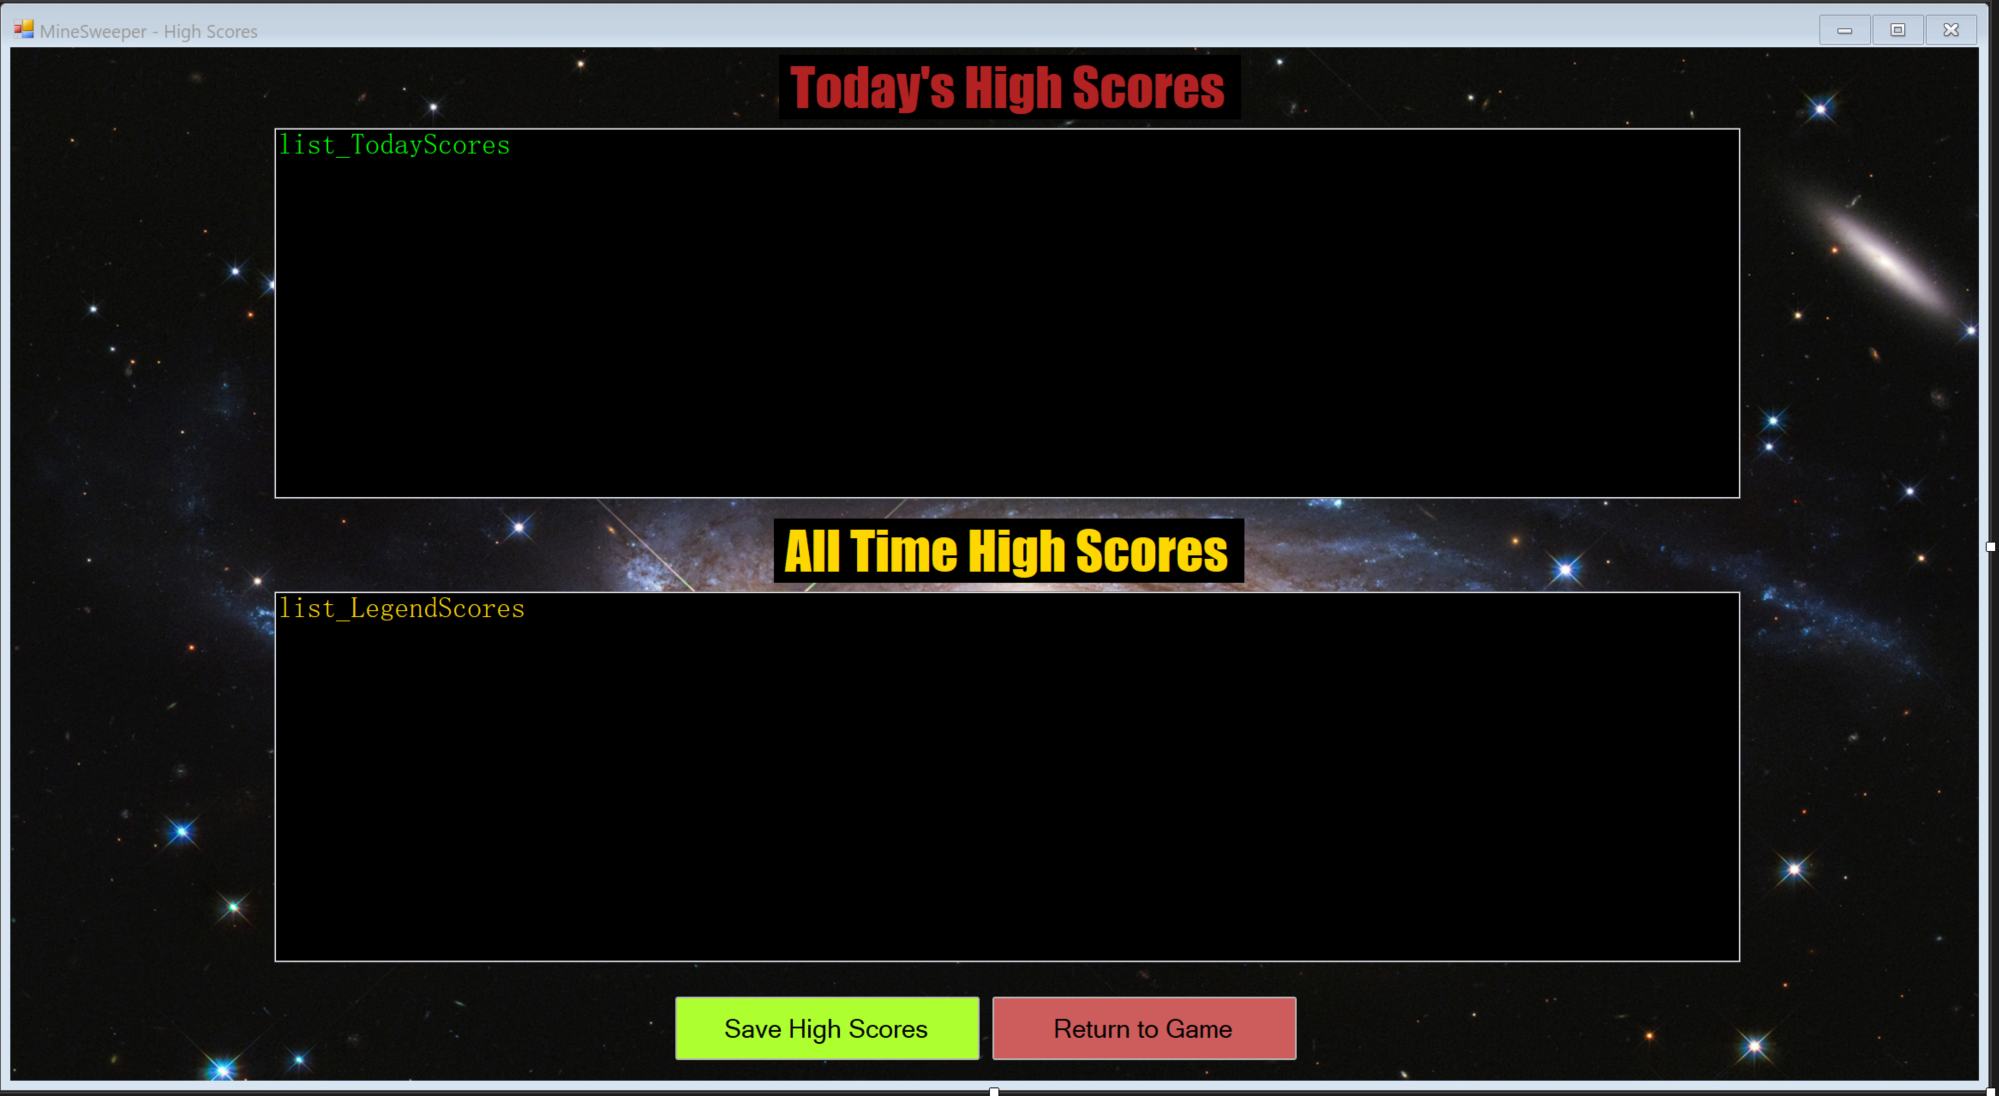 MineSweeper - High Scores
Today's High Scores
list_TodayScores
All Time High Scores
list_LegendScores
Save High Scores
Return to Game